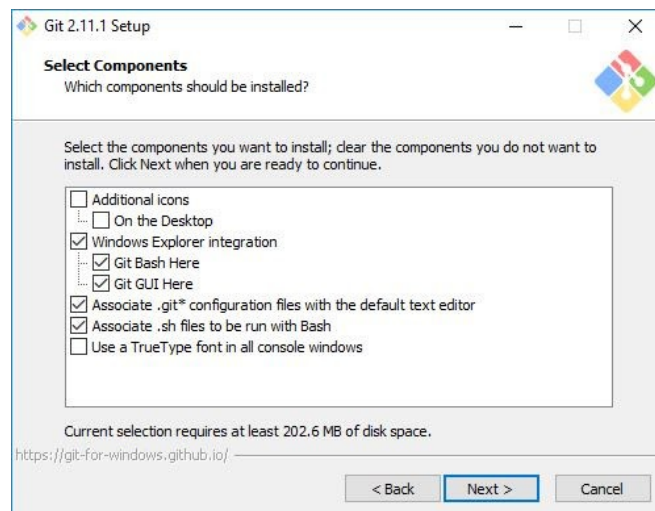 Git 2.11.1 Setup
Select Components
Which components should be installed?
Select the components you want to install; clear the components you do not want to
install. Click Next when you are ready to continue.
Additional icons
On the Desktop
Windows Explorer integration
Git Bash Here
Git GUI Here
Associate .git* configuration files with the default text editor
Associate .sh files to be run with Bash
Use a TrueType font in all console windows
Current selection requires at least 202.6 MB of disk space.
https://git-for-windows.github.io/
< Back Next > Cancel